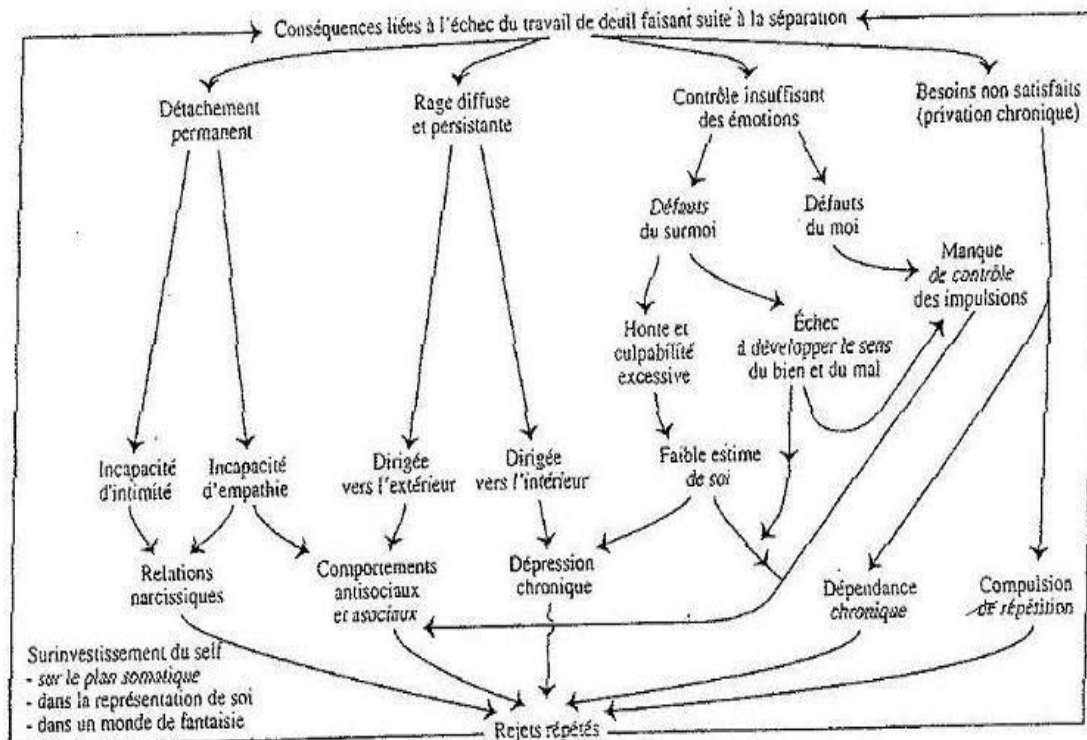 Conséquences liées à l'échec du travail de deuil faisant suite à la séparation
Détachement
permanent
Rage diffuse
et persistante
Contrôle insuffisant
des émotions
Besoins non satisfaits
(privation chronique)
Défauts
du surmoi
Défauts
du moi
Manque
de contrôle
des impulsions
Honte et
culpabilité
excessive
Échec
à développer le sens
du bien et du mal
Incapacité
d'intimité
Incapacité
d'empathie
Dirigée
vers l'extérieur
Dirigée
vers l'intérieur
Faible estime
de soi
Relations
narcissiques
Comportements
antisociaux
et asociaux
Dépression
chronique
Dépendance
chronique
Compulsion
de répétition
Surinvestissement du self
- sur le plan somatique
- dans la représentation de soi
- dans un monde de fantaisie
Rejets répétés